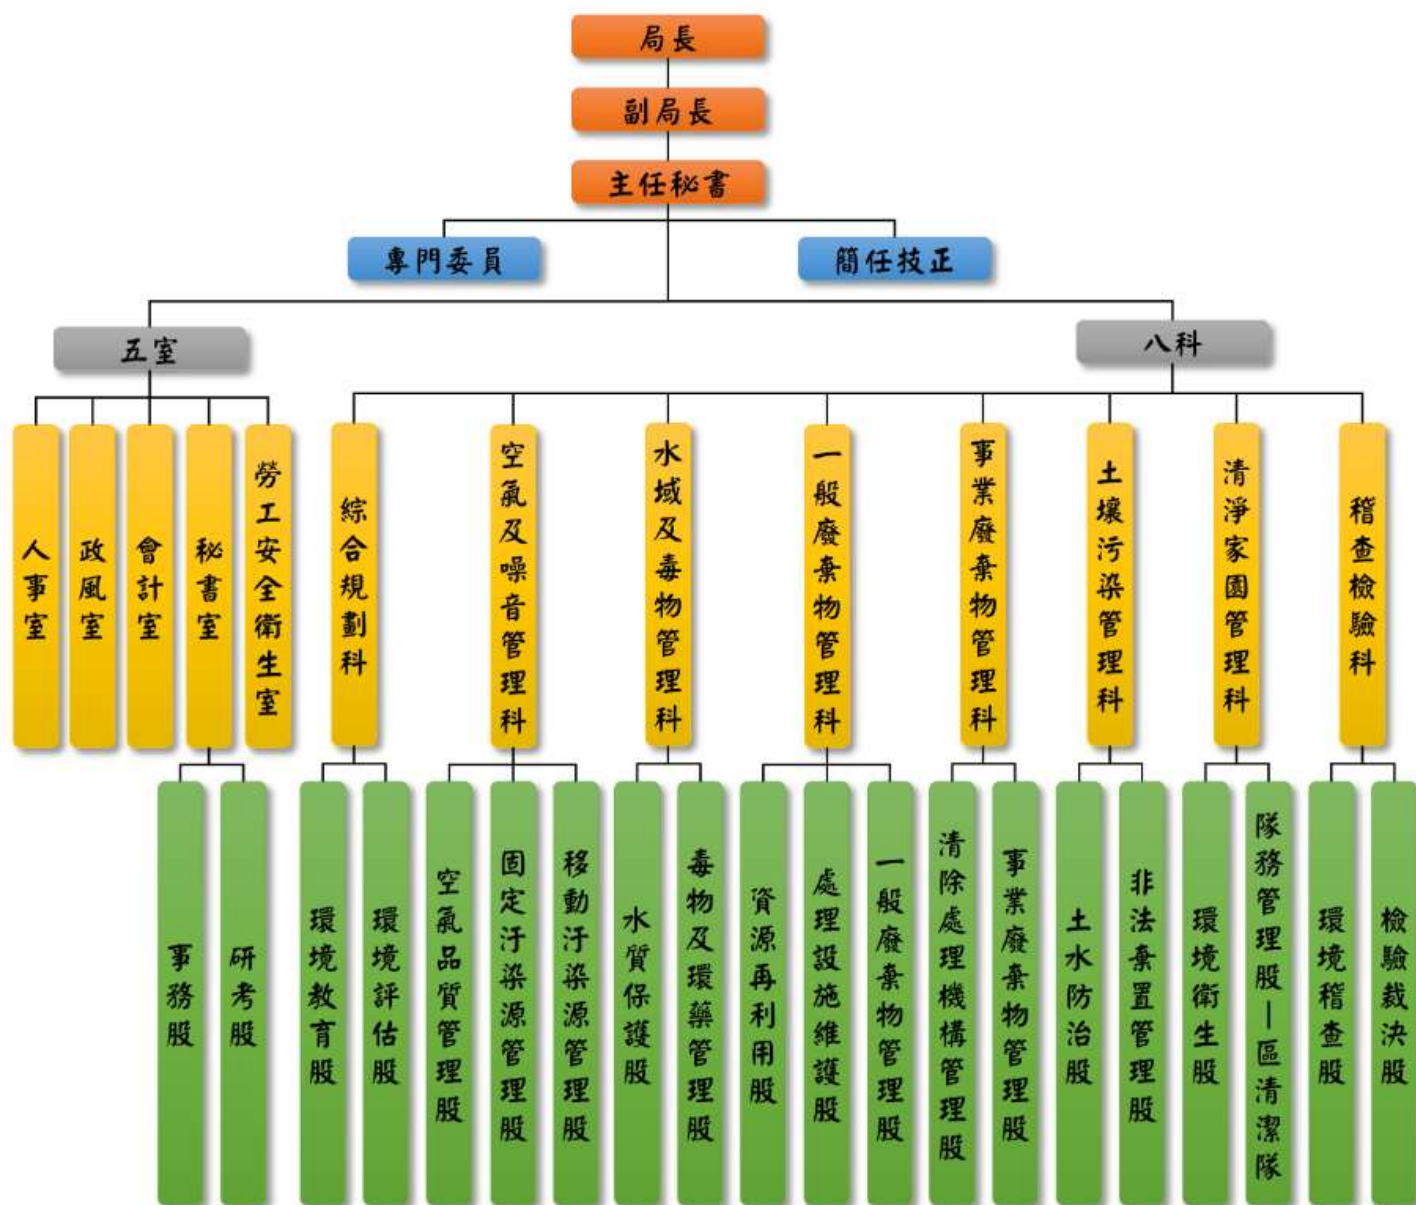 局長
副局長
主任秘書
專門委員
簡任技正
五室
八科
人事室
政風室
會計室
秘書室
勞工安全衛生室
綜合規劃科
空氣及噪音管理科
水域及毒物管理科
一般廢棄物管理科
事業廢棄物管理科
土壤污染管理科
清淨家園管理科
稽查檢驗科
事務股
研考股
環境教育股
環境評估股
空氣品質管理股
固定汙染源管理股
移動汙染源管理股
水質保護股
毒物及環藥管理股
資源再利用股
處理設施維護股
一般廢棄物管理股
清除處理機構管理股
事業廢棄物管理股
土水防治股
非法棄置管理股
環境衛生股
隊務管理股—區清潔隊
環境稽查股
檢驗裁決股